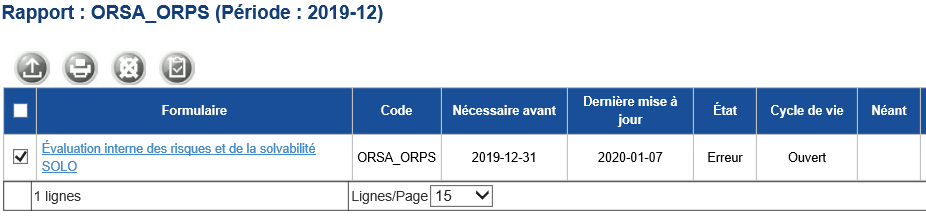 Rapport : ORSA_ORPS (Période : 2019-12)
Formulaire Code Nécessaire avant Dernière mise à jour État Cycle de vie Néant
Évaluation interne des risques et de la solvabilité SOLO ORSA_ORPS 2019-12-31 2020-01-07 Erreur Ouvert
1 lignes Lignes/Page 15